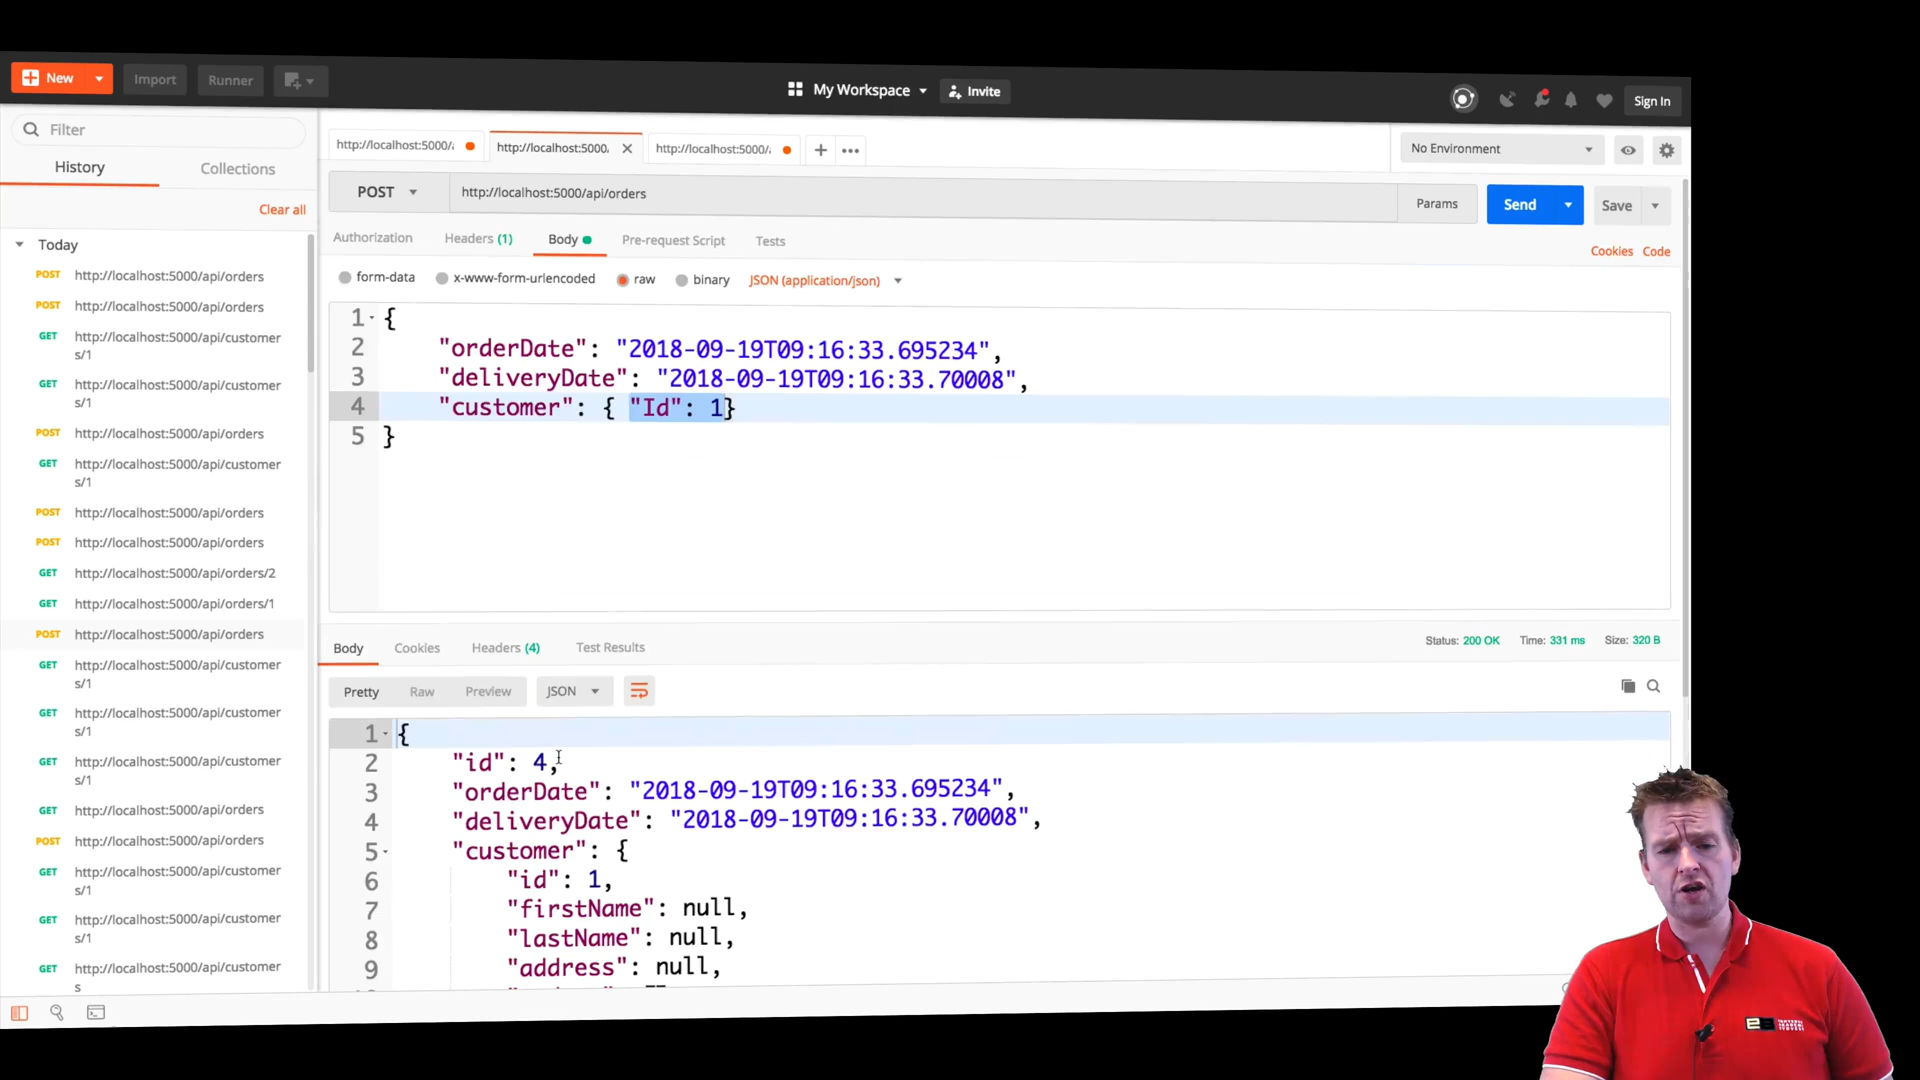 New
Import
Runner
My Workspace
Invite
Sign In
Filter
History
Collections
Clear all
Today
POST http://localhost:5000/api/orders
POST http://localhost:5000/api/orders
GET http://localhost:5000/api/customer
s/1
GET http://localhost:5000/api/customer
s/1
POST http://localhost:5000/api/orders
GET http://localhost:5000/api/customer
s/1
POST http://localhost:5000/api/orders
POST http://localhost:5000/api/orders
GET http://localhost:5000/api/orders/2
GET http://localhost:5000/api/orders/1
POST http://localhost:5000/api/orders
GET http://localhost:5000/api/customer
s/1
GET http://localhost:5000/api/customer
s/1
GET http://localhost:5000/api/customer
s/1
GET http://localhost:5000/api/orders
POST http://localhost:5000/api/orders
GET http://localhost:5000/api/customer
s/1
GET http://localhost:5000/api/customer
s/1
GET http://localhost:5000/api/customer
s
http://localhost:5000/
http://localhost:5000,
http://localhost:5000/
No Environment
POST
http://localhost:5000/api/orders
Params
Send
Save
Authorization
Headers (1)
Body
Pre-request Script
Tests
Cookies
Code
form-data
x-www-form-urlencoded
raw
binary
JSON (application/json)
1 {
2 "orderDate": "2018-09-19T09:16:33.695234",
3 "deliveryDate": "2018-09-19T09:16:33.70008",
4 "customer": { "Id": 1}
5 }
Body
Cookies
Headers (4)
Test Results
Status: 200 OK
Time: 331 ms
Size: 320 B
Pretty
Raw
Preview
JSON
1 {
2 "id": 4,
3 "orderDate": "2018-09-19T09:16:33.695234",
4 "deliveryDate": "2018-09-19T09:16:33.70008",
5 "customer": {
6 "id": 1,
7 "firstName": null,
8 "lastName": null,
9 "address": null,